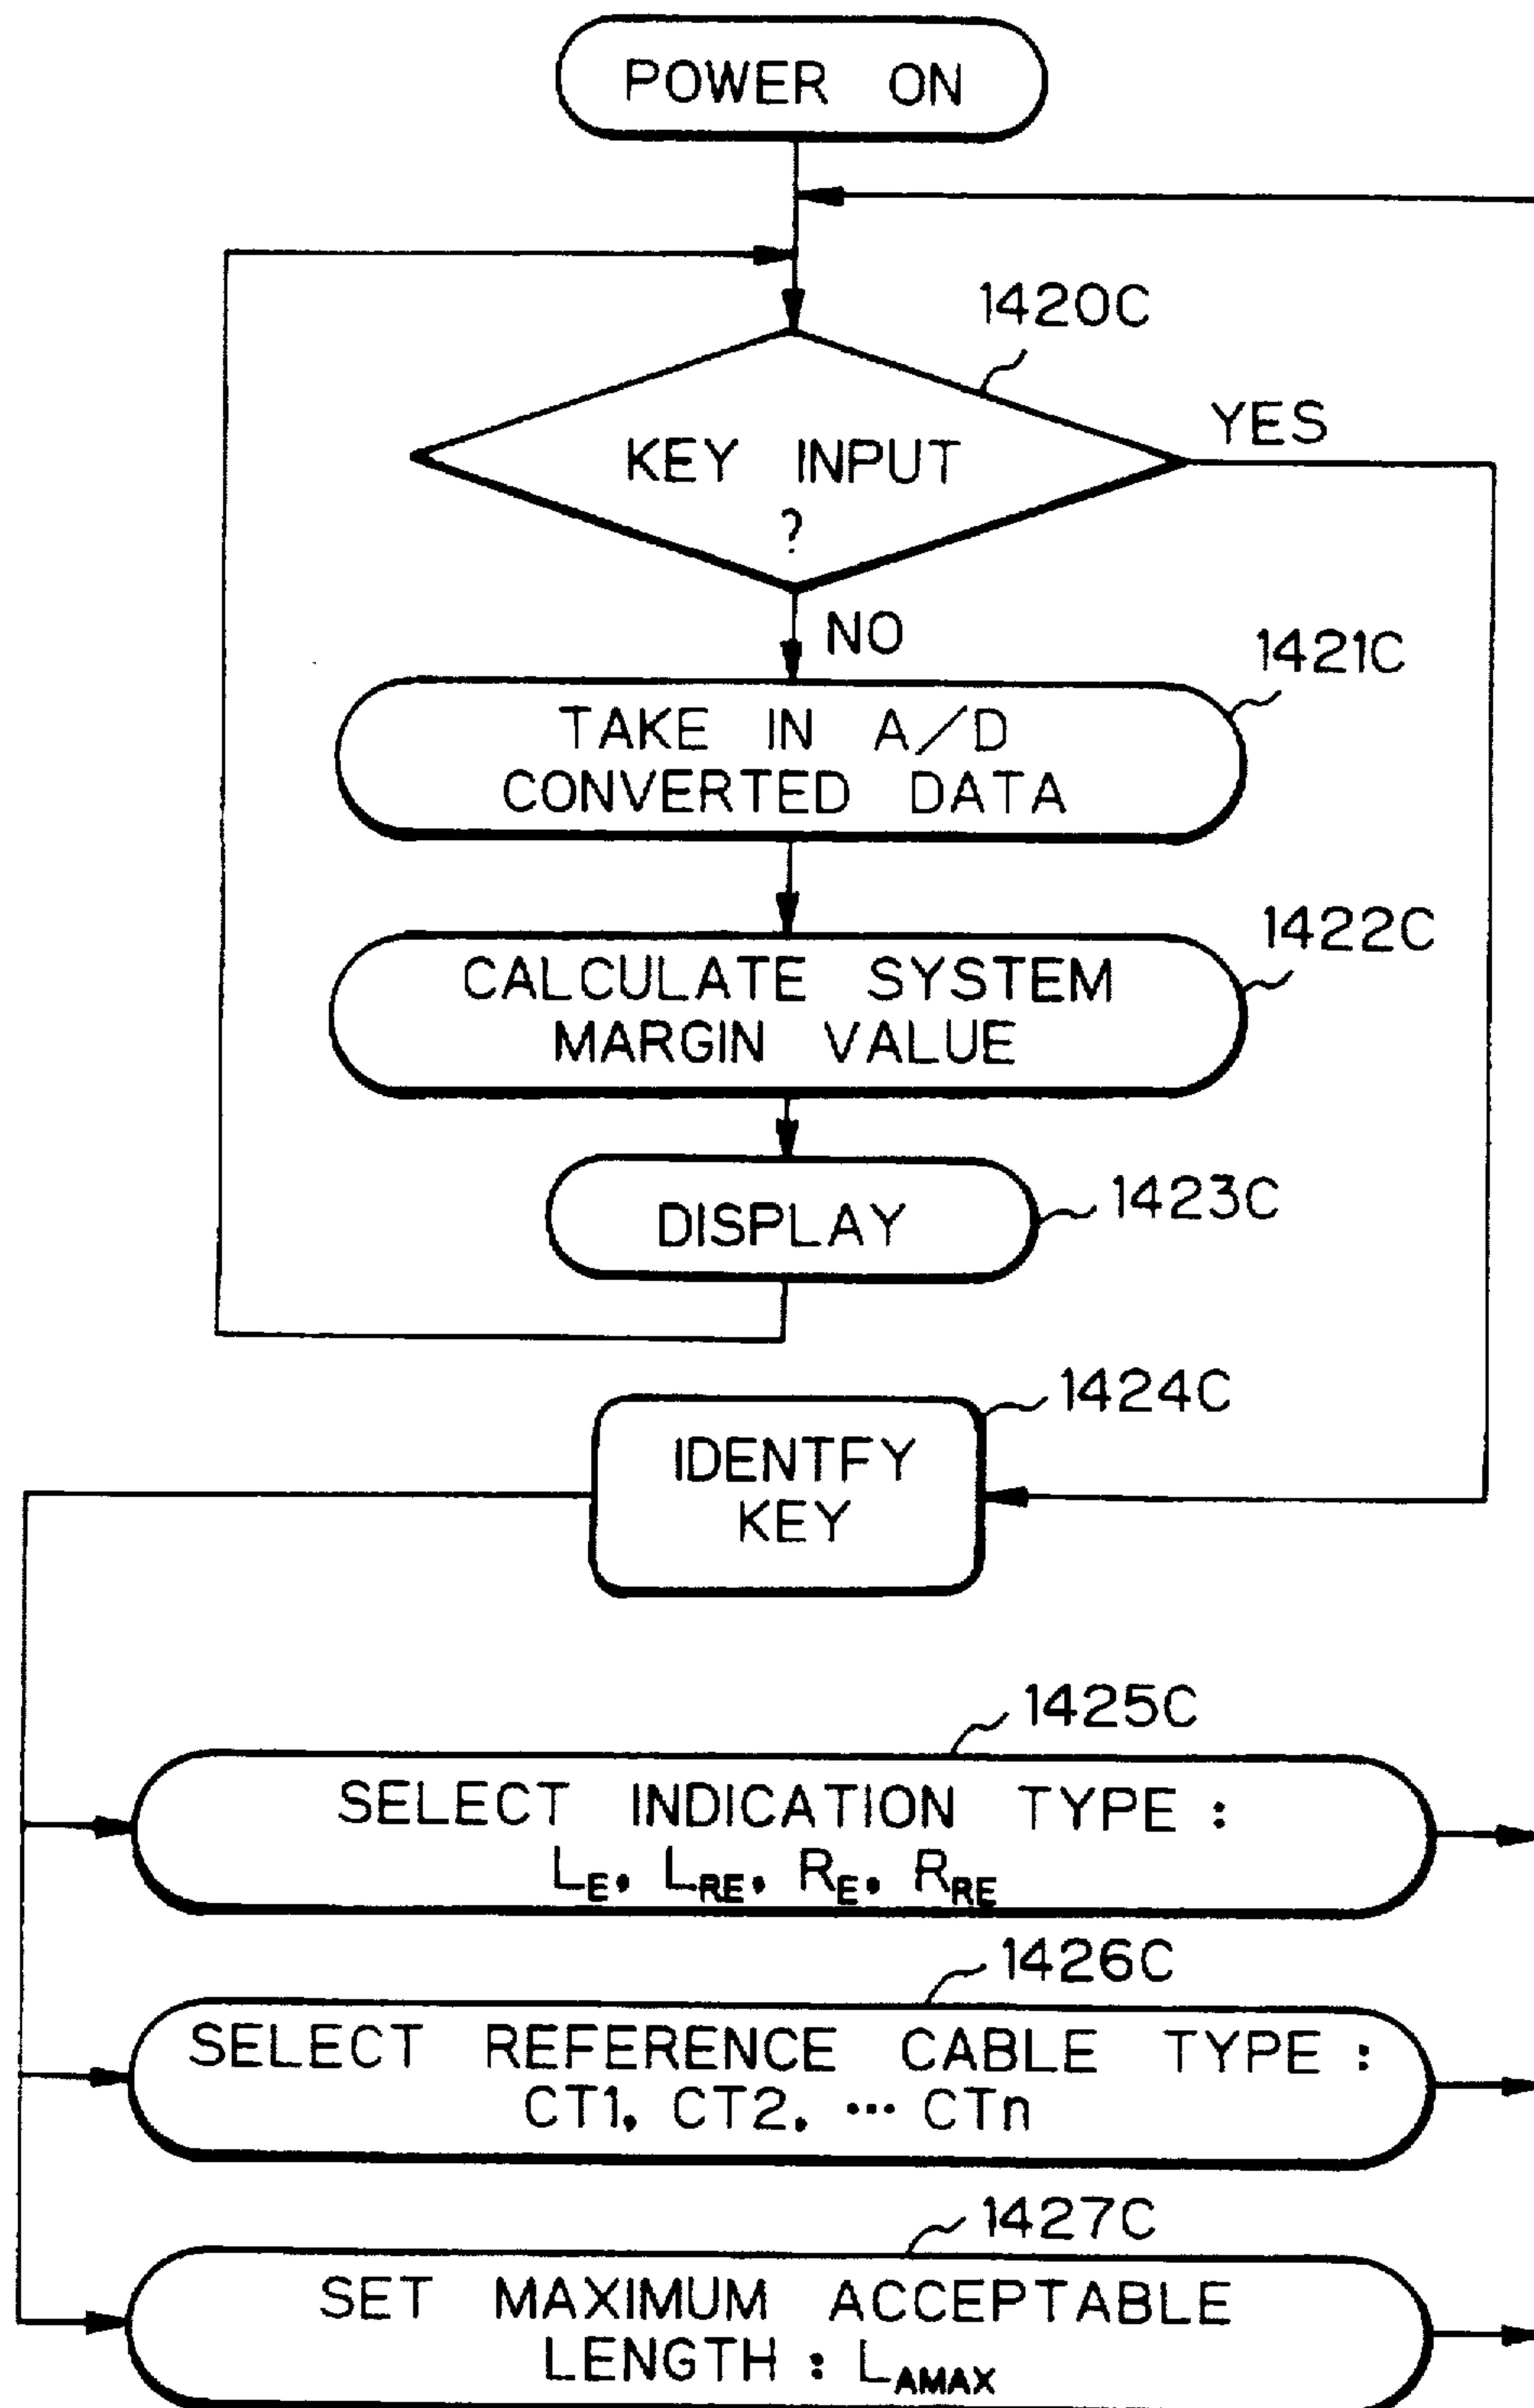 POWER ON
1420C
YES
KEY INPUT
?
NO
1421C
TAKE IN A/D
CONVERTED DATA
1422C
CALCULATE SYSTEM
MARGIN VALUE
1423C
DISPLAY
1424C
IDENTFY
KEY
1425C
SELECT INDICATION TYPE :
LE, LRE, RE, RRE
1426C
SELECT REFERENCE CABLE TYPE :
CT1, CT2, ··· CTn
1427C
SET MAXIMUM ACCEPTABLE
LENGTH : LAMAX